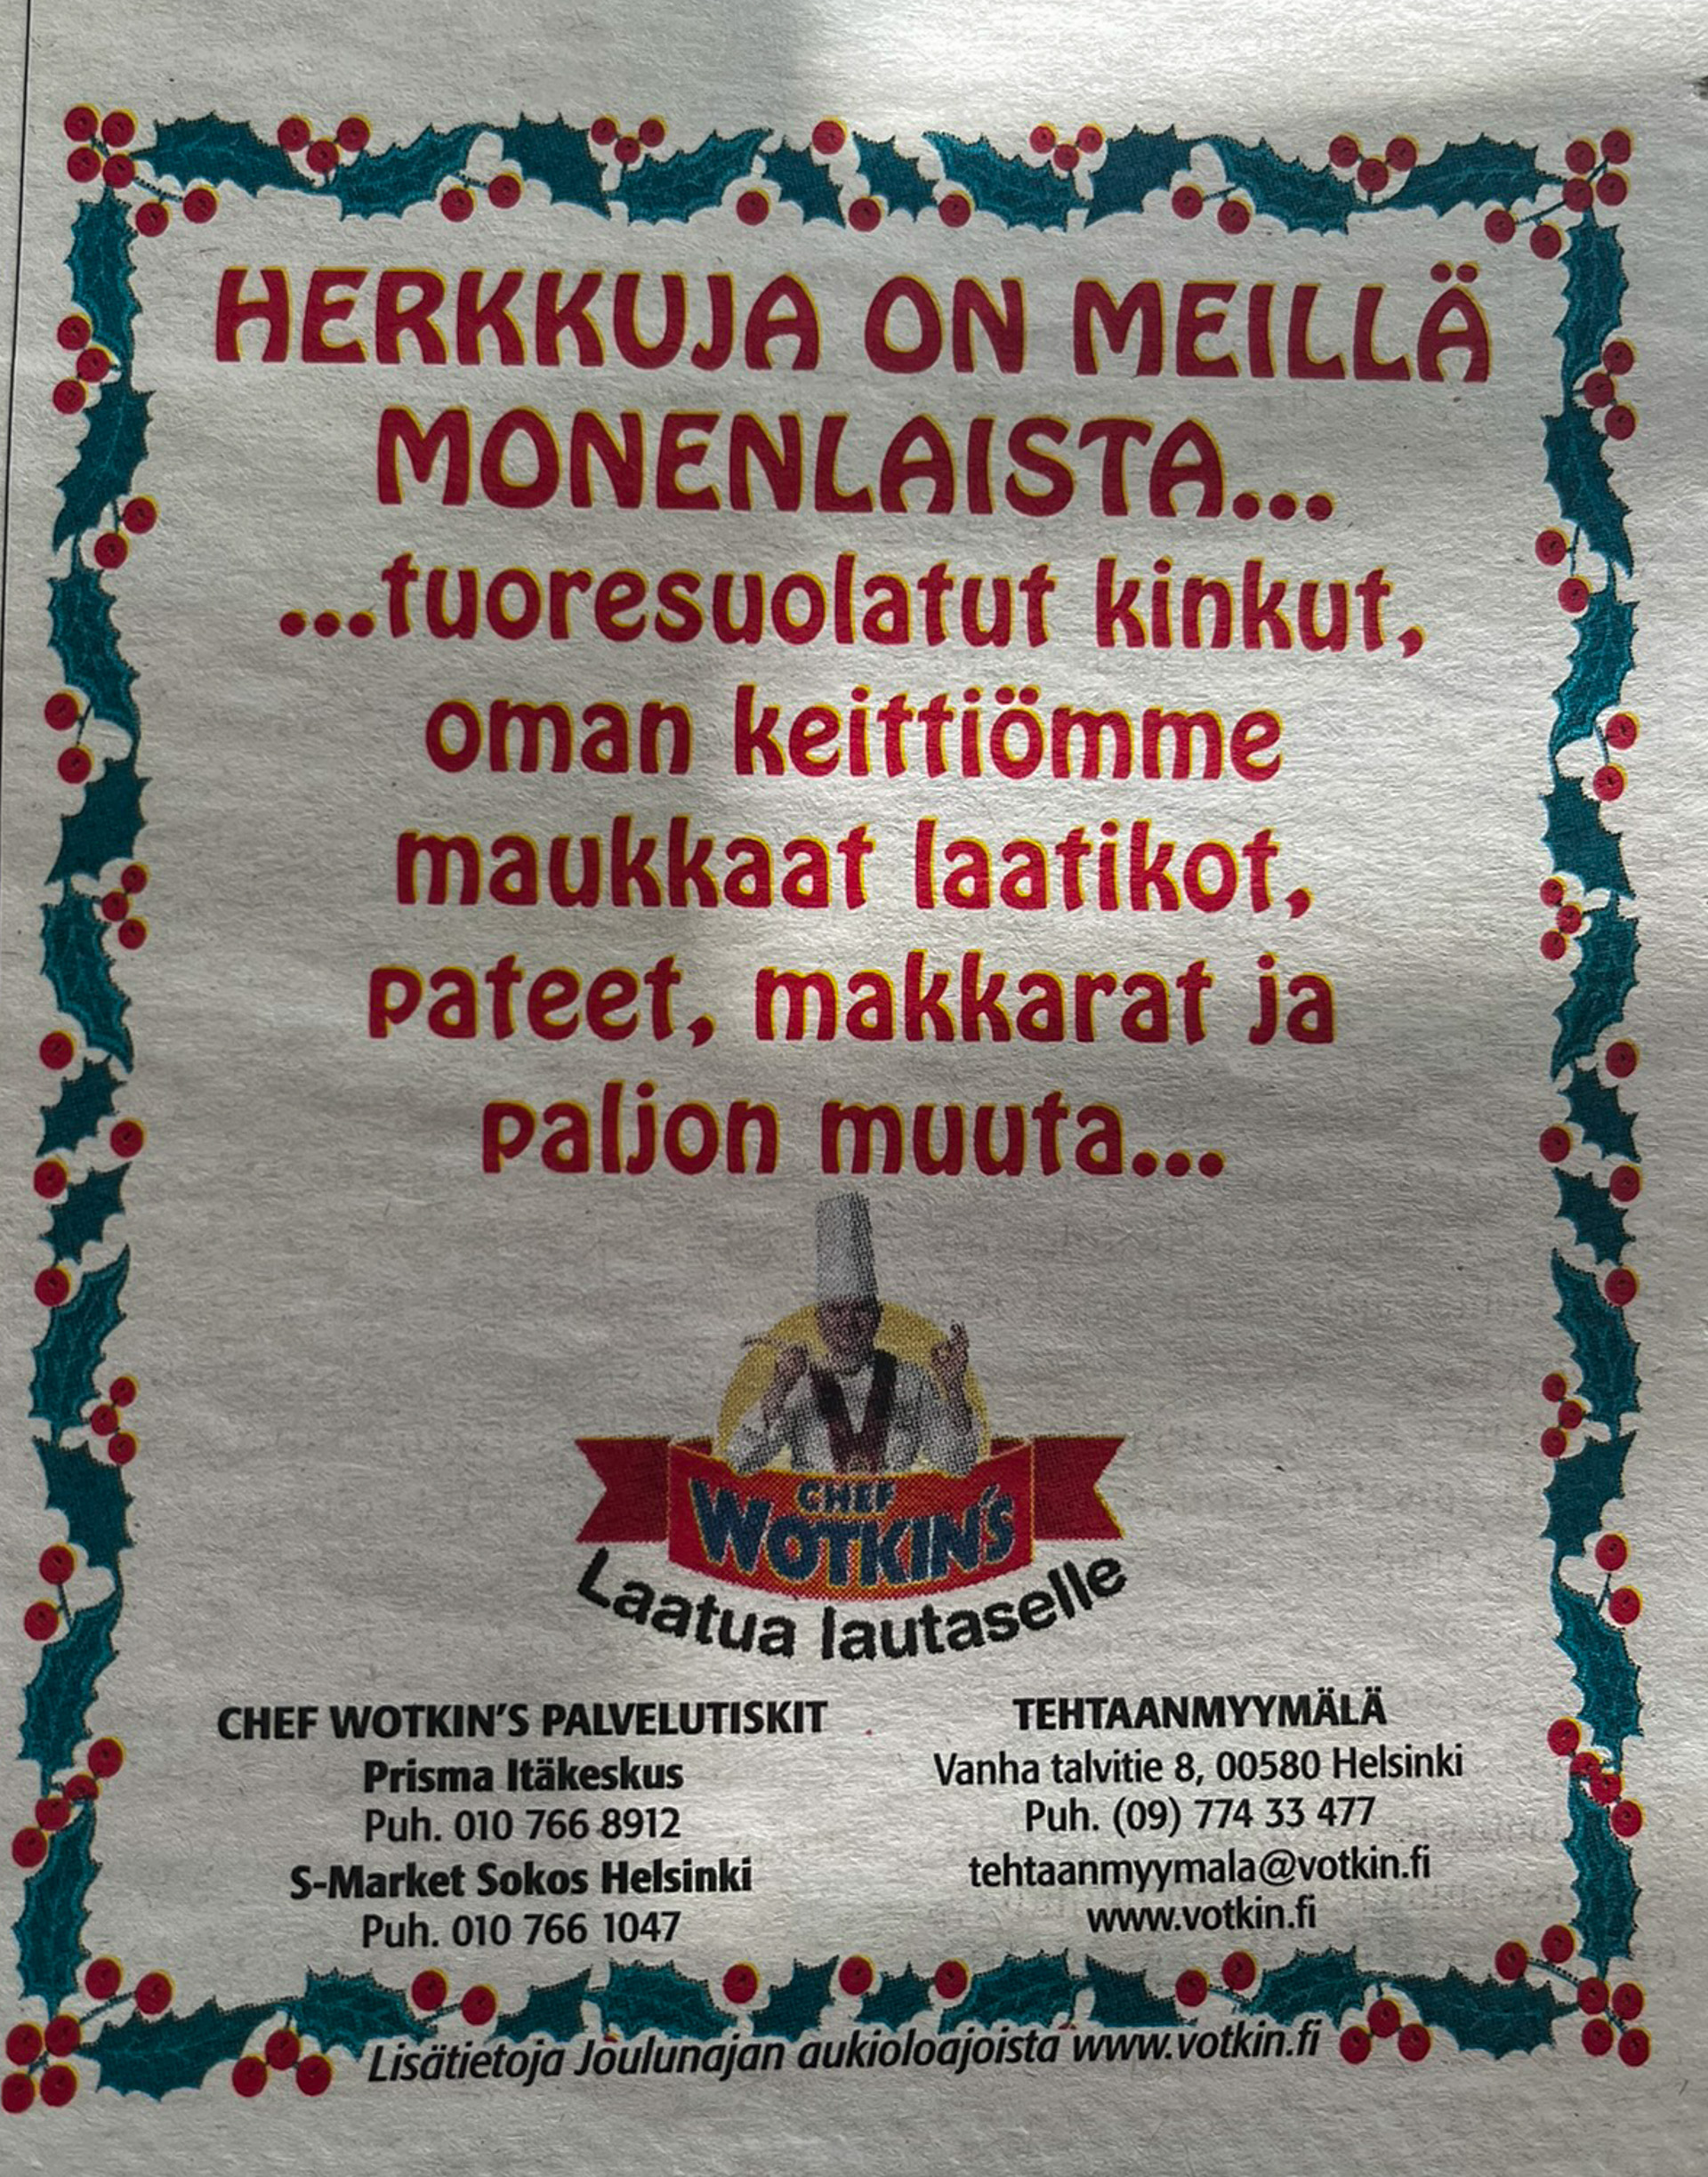 HERKKUJA ON MEILLÄ
MONENLAISTA...
...tuoresuolatut kinkut,
oman keittiömme
maukkaat laatikot,
pateet, makkarat ja
paljon muuta...
CHEF
WOTKIN'S
Laatua lautaselle
CHEF WOTKIN'S PALVELUTISKIT
Prisma Itäkeskus
Puh. 010 766 8912
S-Market Sokos Helsinki
Puh. 010 766 1047
TEHTAANMYYMÄLÄ
Vanha talvitie 8, 00580 Helsinki
Puh. (09) 774 33 477
tehtaanmyymala@votkin.fi
www.votkin.fi
Lisätietoja Joulunajan aukioloajoista www.votkin.fi